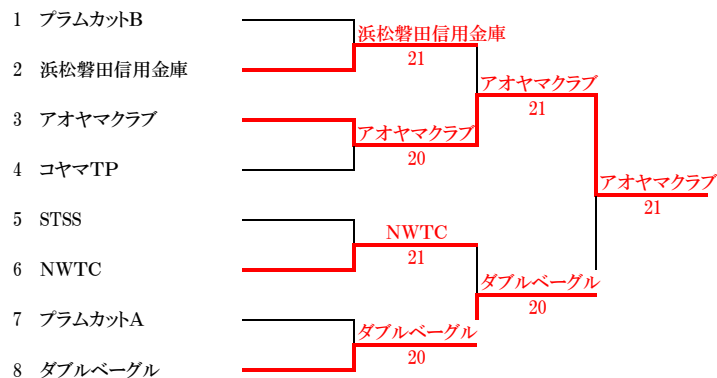 1 プラムカットB
浜松磐田信用金庫
21
2 浜松磐田信用金庫
アオヤマクラブ
21
3 アオヤマクラブ
アオヤマクラブ
20
4 コヤマTP
アオヤマクラブ
21
5 STSS
NWTC
21
6 NWTC
ダブルベーグル
20
7 プラムカットA
ダブルベーグル
20
8 ダブルベーグル